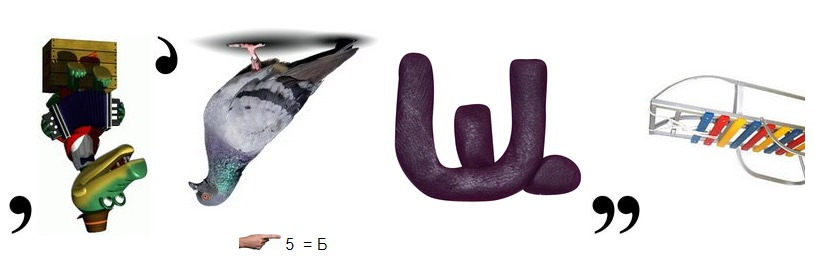 , , Щ ,,
5 = Б